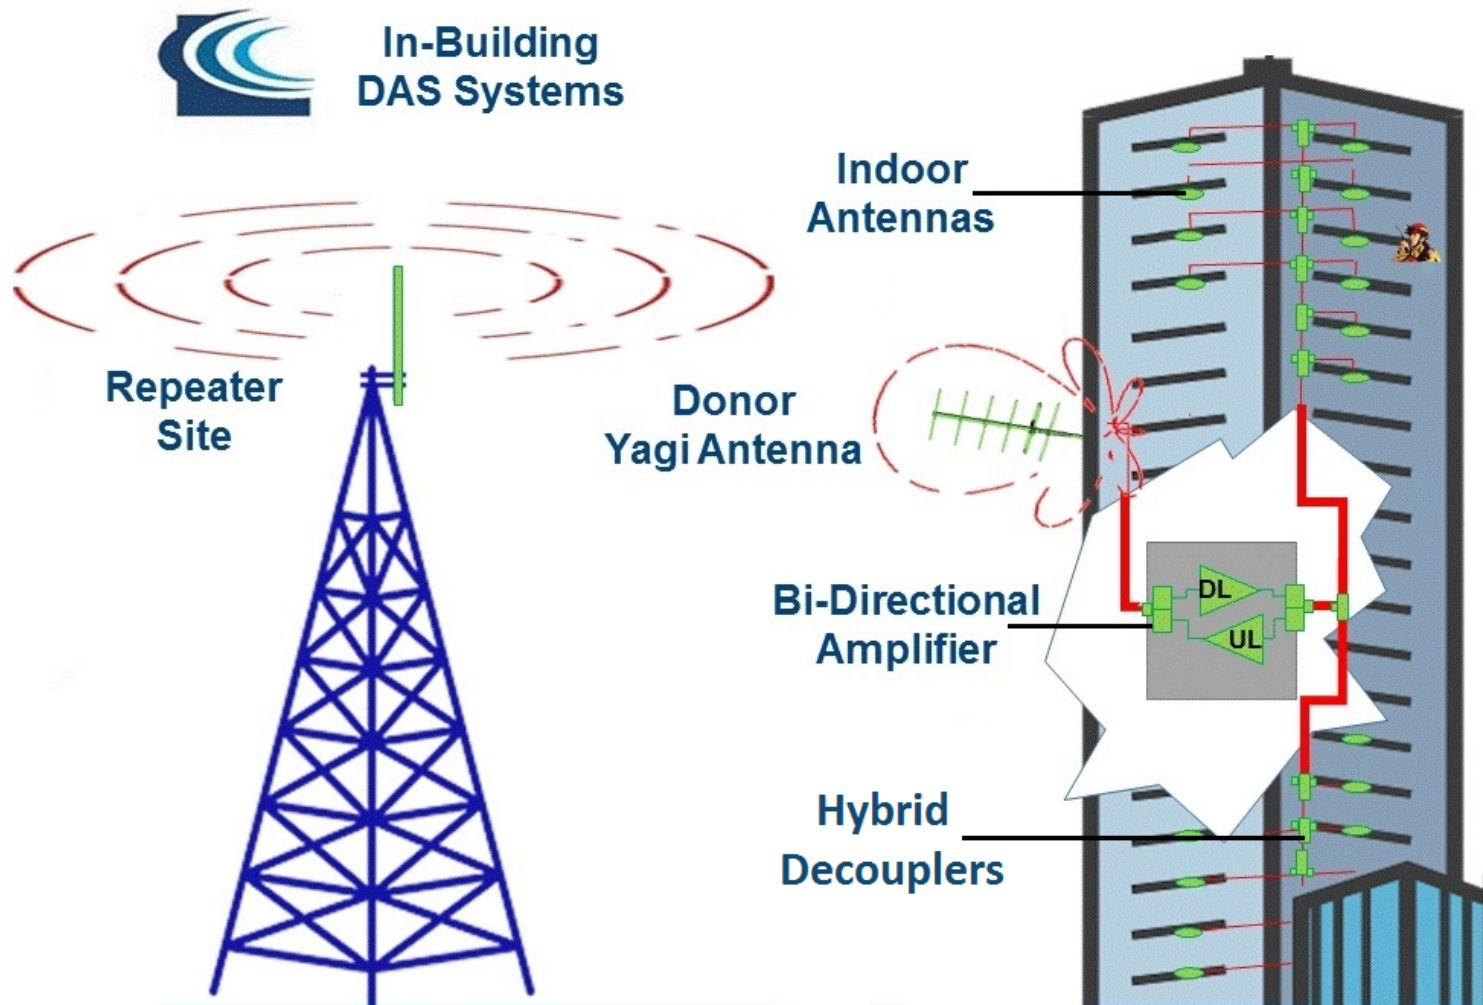 In-Building
DAS Systems
Indoor
Antennas
Repeater
Site
Donor
Yagi Antenna
DL
Bi-Directional
Amplifier
UL
Hybrid
Decouplers